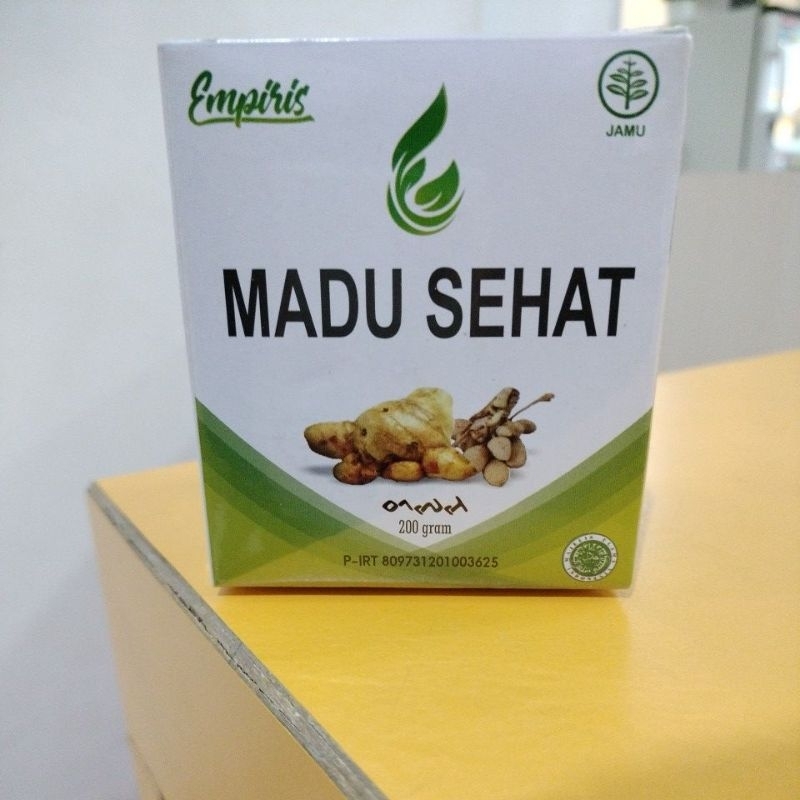 Empiris
JAMU
MADU SEHAT
200 gram
P-IRT 809731201003625